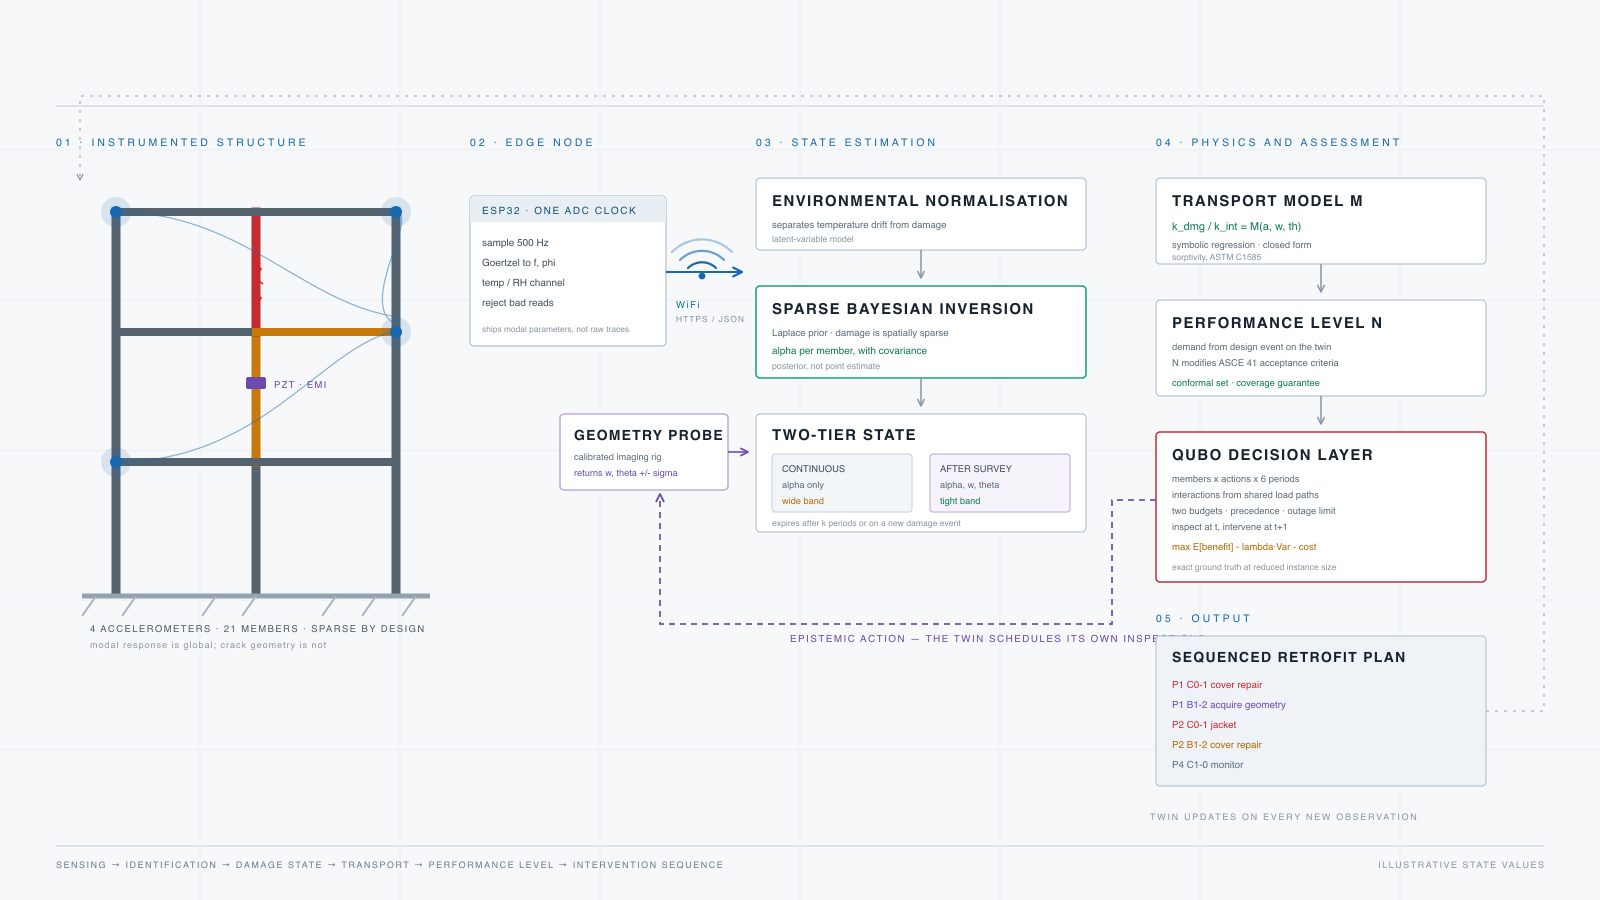 01 · INSTRUMENTED STRUCTURE
PZT · EMI
4 ACCELEROMETERS · 21 MEMBERS · SPARSE BY DESIGN
modal response is global; crack geometry is not
02 · EDGE NODE
ESP32 · ONE ADC CLOCK
sample 500 Hz
Goertzel to f, phi
temp / RH channel
reject bad reads
ships modal parameters, not raw traces
WiFi
HTTPS / JSON
GEOMETRY PROBE
calibrated imaging rig
returns w, theta +/- sigma
03 · STATE ESTIMATION
ENVIRONMENTAL NORMALISATION
separates temperature drift from damage
latent-variable model
SPARSE BAYESIAN INVERSION
Laplace prior · damage is spatially sparse
alpha per member, with covariance
posterior, not point estimate
TWO-TIER STATE
CONTINUOUS
alpha only
wide band
AFTER SURVEY
alpha, w, theta
tight band
expires after k periods or on a new damage event
EPISTEMIC ACTION — THE TWIN SCHEDULES ITS OWN
04 · PHYSICS AND ASSESSMENT
TRANSPORT MODEL M
k_dmg / k_int = M(a, w, th)
symbolic regression · closed form
sorptivity, ASTM C1585
PERFORMANCE LEVEL N
demand from design event on the twin
N modifies ASCE 41 acceptance criteria
conformal set · coverage guarantee
QUBO DECISION LAYER
members x actions x 6 periods
interactions from shared load paths
two budgets · precedence · outage limit
inspect at t, intervene at t+1
max E[benefit] - lambda·Var - cost
exact ground truth at reduced instance size
05 · OUTPUT
SEQUENCED RETROFIT PLAN
P1 C0-1 cover repair
P1 B1-2 acquire geometry
P2 C0-1 jacket
P2 B1-2 cover repair
P4 C1-0 monitor
TWIN UPDATES ON EVERY NEW OBSERVATION
SENSING → IDENTIFICATION → DAMAGE STATE → TRANSPORT → PERFORMANCE LEVEL → INTERVENTION SEQUENCE
ILLUSTRATIVE STATE VALUES